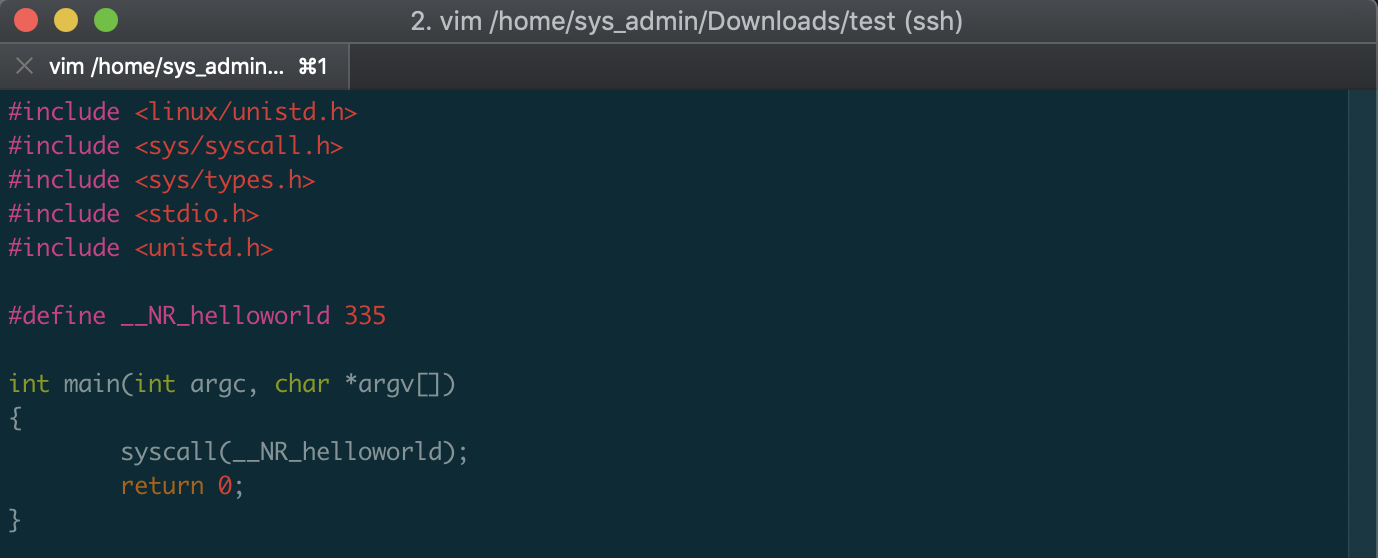 2. vim /home/sys_admin/Downloads/test (ssh)
vim /home/sys_admin... ⌘1
#include <linux/unistd.h>
#include <sys/syscall.h>
#include <sys/types.h>
#include <stdio.h>
#include <unistd.h>
#define __NR_helloworld 335
int main(int argc, char *argv[])
{
        syscall(__NR_helloworld);
        return 0;
}